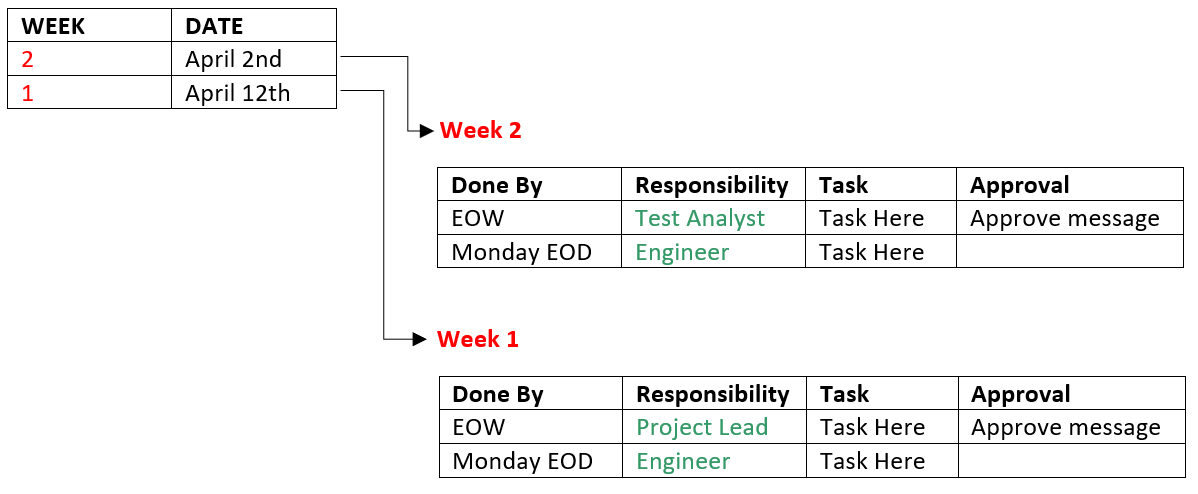 WEEK DATE
2 April 2nd
1 April 12th
Week 2
Done By Responsibility Task Approval
EOW Test Analyst Task Here Approve message
Monday EOD Engineer Task Here
Week 1
Done By Responsibility Task Approval
EOW Project Lead Task Here Approve message
Monday EOD Engineer Task Here